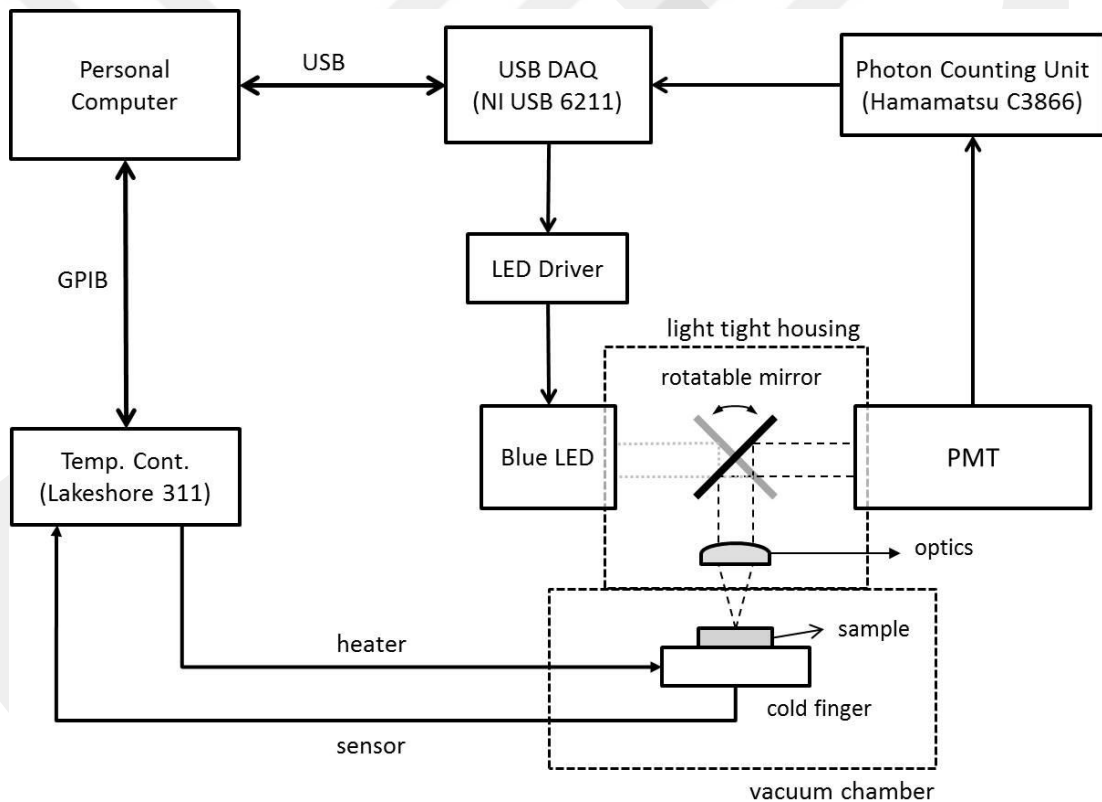 Personal
Computer
USB
USB DAQ
(NI USB 6211)
Photon Counting Unit
(Hamamatsu C3866)
GPIB
LED Driver
light tight housing
rotatable mirror
Temp. Cont.
(Lakeshore 311)
Blue LED
PMT
optics
sample
heater
cold finger
sensor
vacuum chamber